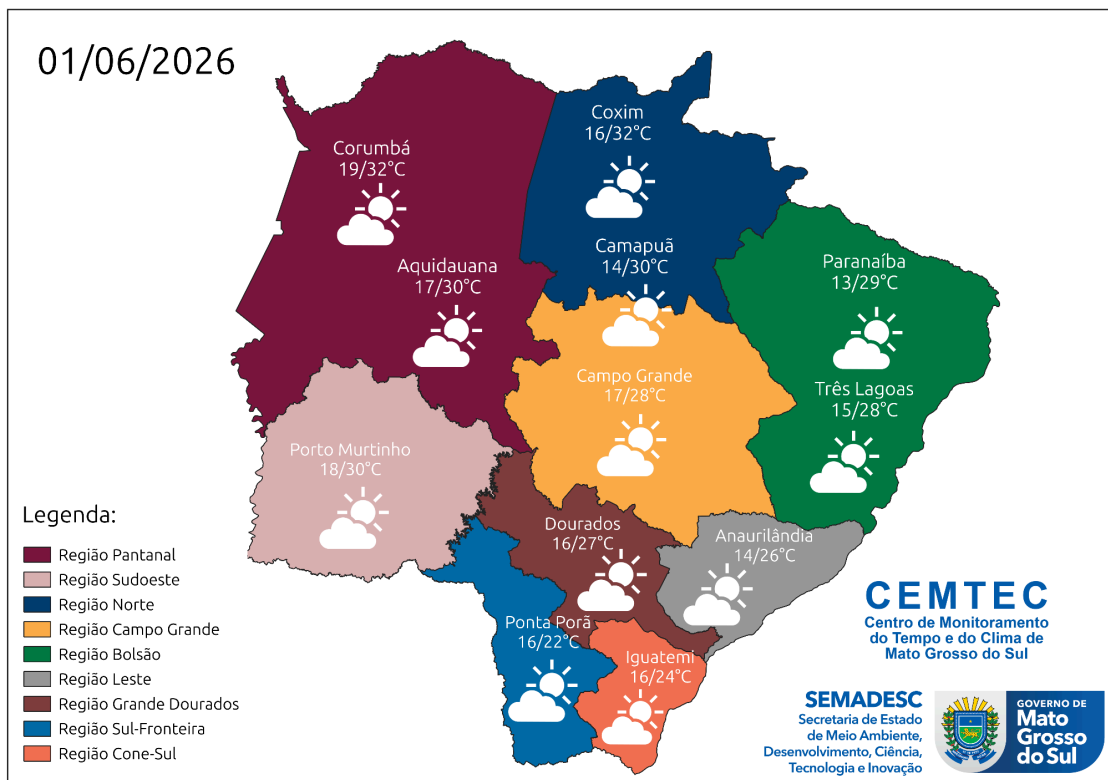 01/06/2026
Coxim
16/32°C
Corumbá
19/32°C
Camapuã
14/30°C
Aquidauana
17/30°C
Paranaíba
13/29°C
Campo Grande
17/28°C
Três Lagoas
15/28°C
Porto Murtinho
18/30°C
Dourados
16/27°C
Anaurilândia
14/26°C
Ponta Porã
16/22°C
Iguatemi
16/24°C
Legenda:
Região Pantanal
Região Sudoeste
Região Norte
Região Campo Grande
Região Bolsão
Região Leste
Região Grande Dourados
Região Sul-Fronteira
Região Cone-Sul
CEMTEC
Centro de Monitoramento
do Tempo e do Clima de
Mato Grosso do Sul
SEMADESC
Secretaria de Estado
de Meio Ambiente,
Desenvolvimento, Ciência,
Tecnologia e Inovação
GOVERNO DE
Mato
Grosso
do Sul